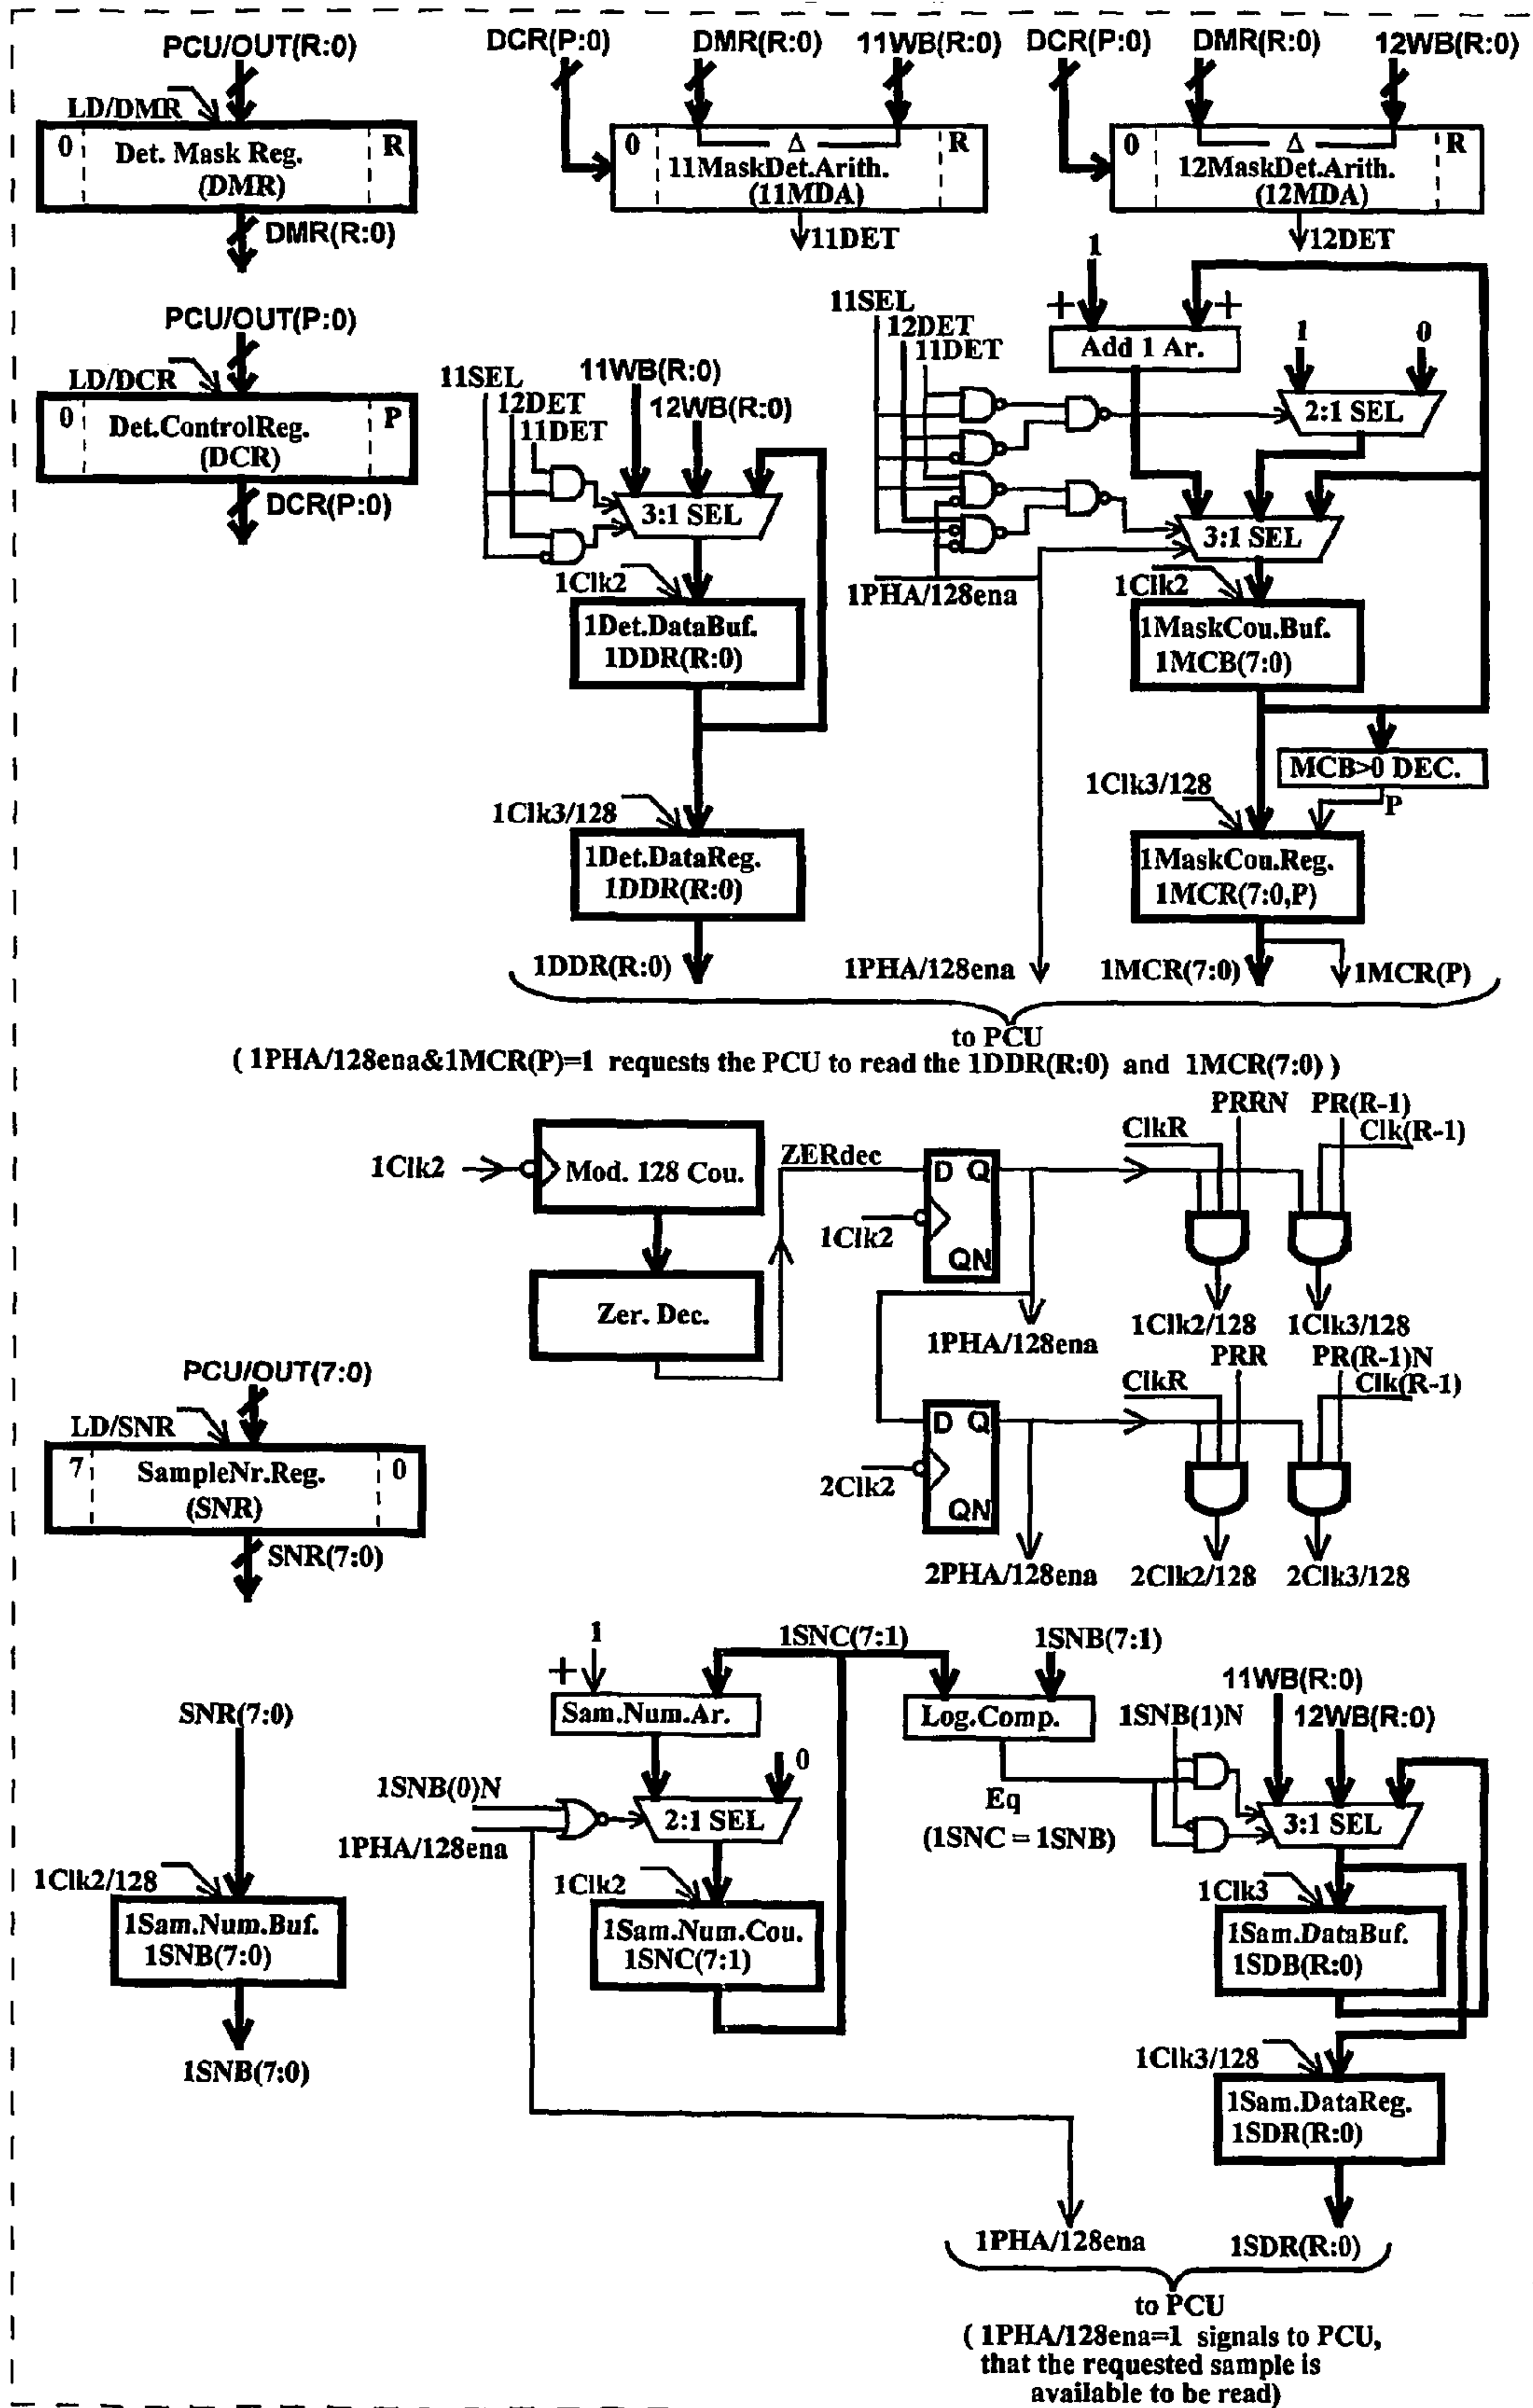 PCU/OUT(R:0)
LD/DMR
0 Det. Mask Reg. R
(DMR)
DMR(R:0)
DCR(P:0) DMR(R:0) 11WB(R:0)
0 Δ R
11MaskDet.Arith.
(11MDA)
11DET
DCR(P:0) DMR(R:0) 12WB(R:0)
0 Δ R
12MaskDet.Arith.
(12MDA)
12DET
PCU/OUT(P:0)
LD/DCR
0 Det.ControlReg. P
(DCR)
DCR(P:0)
11SEL
12DET
11DET
11WB(R:0)
12WB(R:0)
3:1 SEL
1Clk2
1Det.DataBuf.
1DDR(R:0)
1Clk3/128
1Det.DataReg.
1DDR(R:0)
1DDR(R:0)
11SEL
12DET
11DET
1
+ +
Add 1 Ar.
1 0
2:1 SEL
3:1 SEL
1PHA/128ena
1Clk2
1MaskCou.Buf.
1MCB(7:0)
MCB>0 DEC.
P
1Clk3/128
1MaskCou.Reg.
1MCR(7:0,P)
1PHA/128ena
1MCR(7:0)
1MCR(P)
to PCU
( 1PHA/128ena&1MCR(P)=1 requests the PCU to read the 1DDR(R:0) and 1MCR(7:0) )
1Clk2
Mod. 128 Cou.
Zer. Dec.
ZERdec
D Q
1Clk2
QN
1PHA/128ena
PRRN PR(R-1)
ClkR Clk(R-1)
1Clk2/128 1Clk3/128
PRR PR(R-1)N
ClkR Clk(R-1)
D Q
2Clk2
QN
2PHA/128ena
2Clk2/128 2Clk3/128
PCU/OUT(7:0)
LD/SNR
7 SampleNr.Reg. 0
(SNR)
SNR(7:0)
SNR(7:0)
1Clk2/128
1Sam.Num.Buf.
1SNB(7:0)
1SNB(7:0)
1
+
1SNC(7:1)
Sam.Num.Ar.
0
1SNB(0)N
1PHA/128ena
2:1 SEL
1Clk2
1Sam.Num.Cou.
1SNC(7:1)
1SNB(7:1)
Log.Comp.
Eq
(1SNC = 1SNB)
1SNB(1)N
11WB(R:0)
12WB(R:0)
3:1 SEL
1Clk3
1Sam.DataBuf.
1SDB(R:0)
1Clk3/128
1Sam.DataReg.
1SDR(R:0)
1PHA/128ena
1SDR(R:0)
to PCU
( 1PHA/128ena=1 signals to PCU,
that the requested sample is
available to be read)